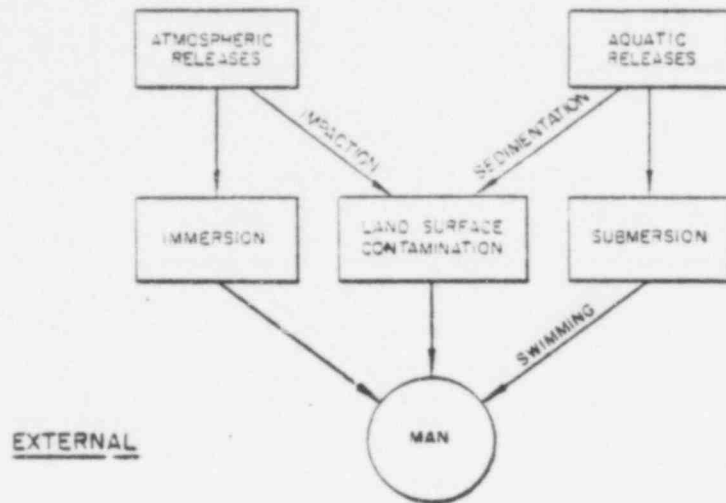 ATMOSPHERIC
RELEASES
AQUATIC
RELEASES
IMPACTION
SEDIMENTATION
IMMERSION
LAND SURFACE
CONTAMINATION
SUBMERSION
SWIMMING
MAN
EXTERNAL